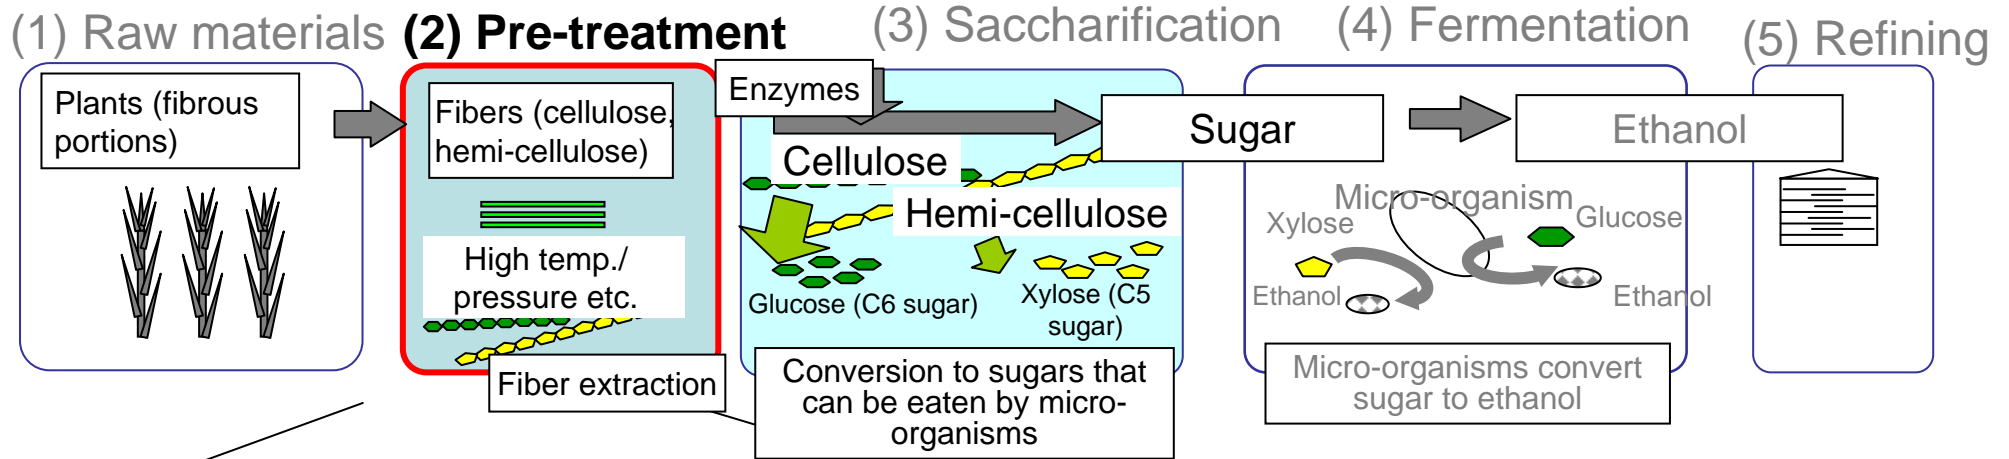 (1) Raw materials
(2) Pre-treatment
(3) Saccharification
(4) Fermentation
(5) Refining
Plants (fibrous
portions)
Fibers (cellulose,
hemi-cellulose)
High temp./
pressure etc.
Fiber extraction
Enzymes
Cellulose
Hemi-cellulose
Glucose (C6 sugar)
Xylose (C5
sugar)
Conversion to sugars that
can be eaten by micro-
organisms
Sugar
Ethanol
Micro-organism
Xylose
Glucose
Ethanol
Ethanol
Micro-organisms convert
sugar to ethanol